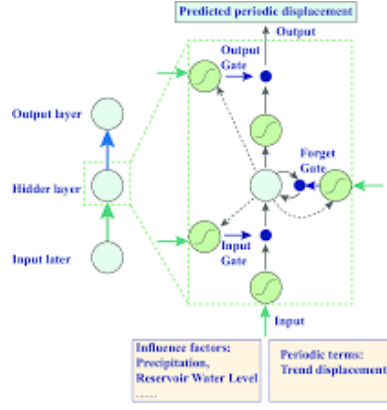 Predicted periodic displacement
Output
Output
Gate
Output layer
Forget
Gate
Hidder layer
Input later
Input
Gate
Input
Influence factors:
Precipitation,
Reservoir Water Level
......
Periodic terms:
Trend displacement